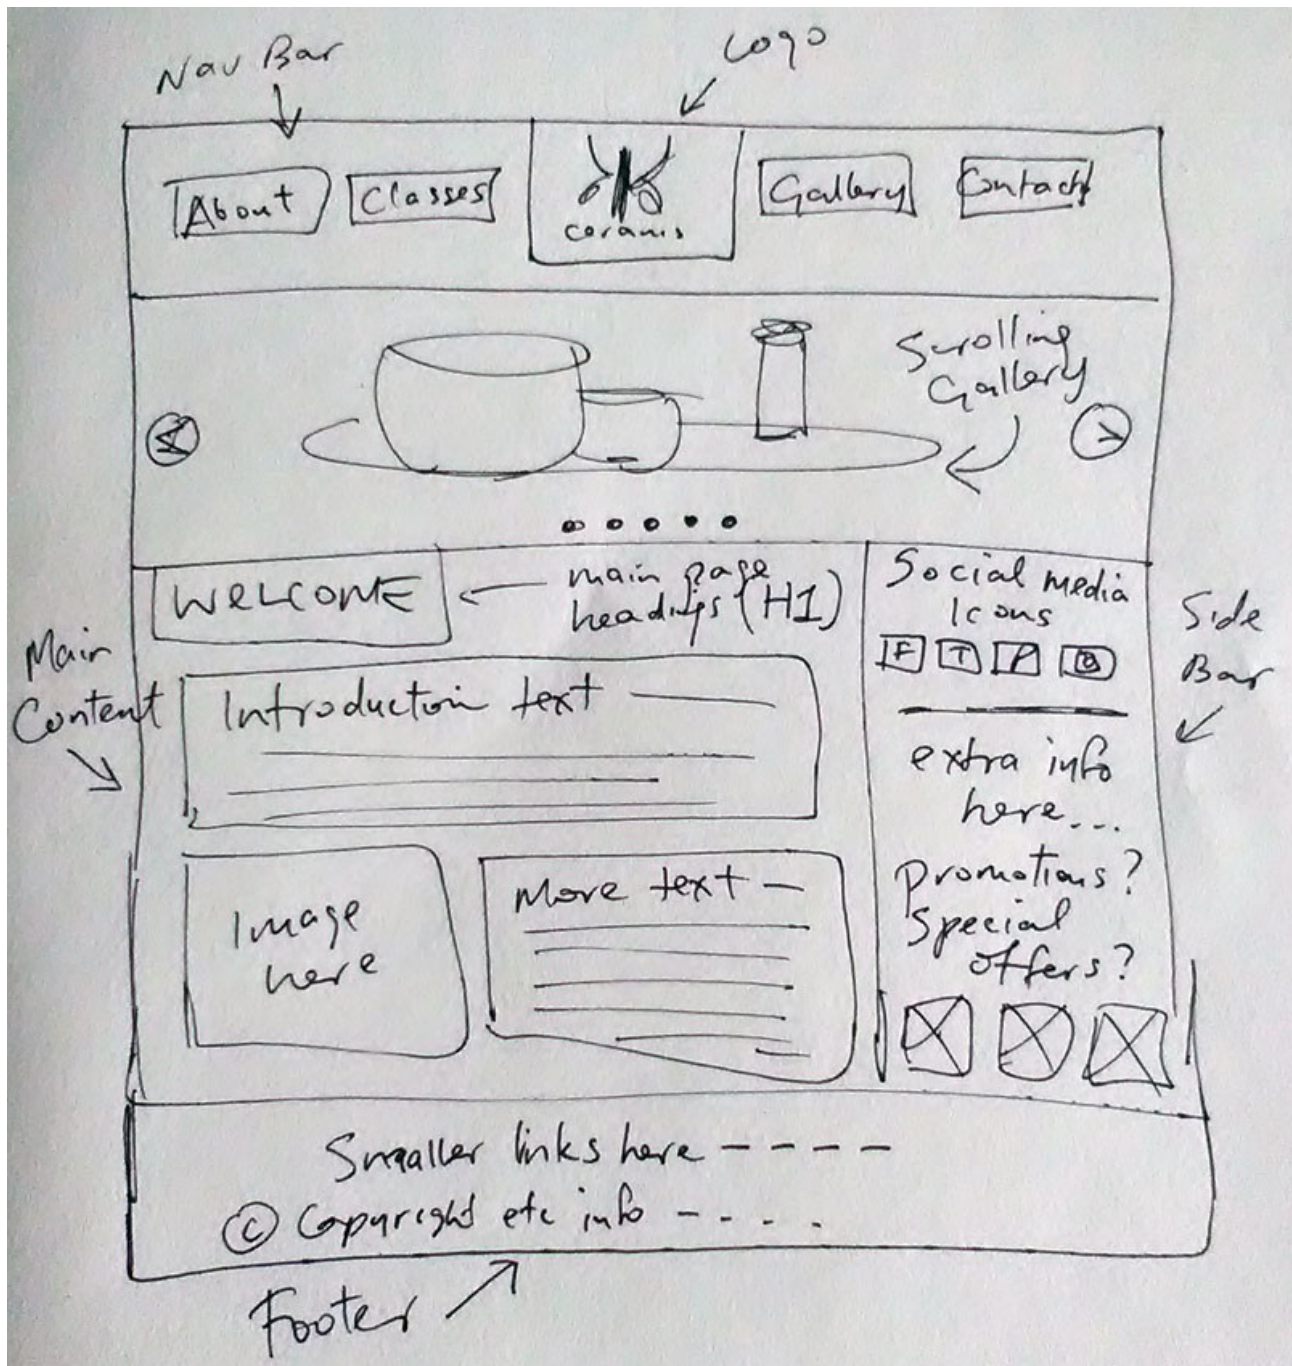 Nav Bar
Logo
About
Classes
Gallery
Contact
Scrolling
Gallery
WELCOME
main page
headings (H1)
Social media
Icons
F T P
Side
Bar
Main
Content
Introduction text
extra info
here...
Image
here
More text —
Promotions?
Special
offers?
Smaller links here - - - -
© Copyright etc info - - - .
Footer